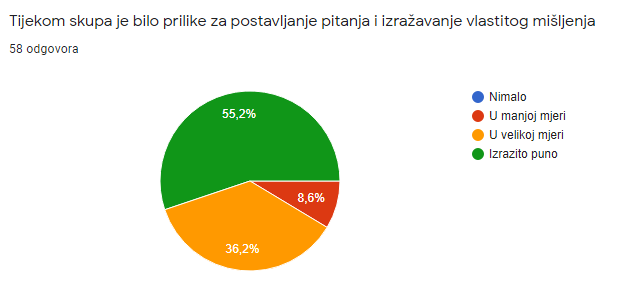 Tijekom skupa je bilo prilike za postavljanje pitanja i izražavanje vlastitog mišljenja
58 odgovora
Nimalo
U manjoj mjeri
U velikoj mjeri
Izrazito puno
55,2%
8,6%
36,2%